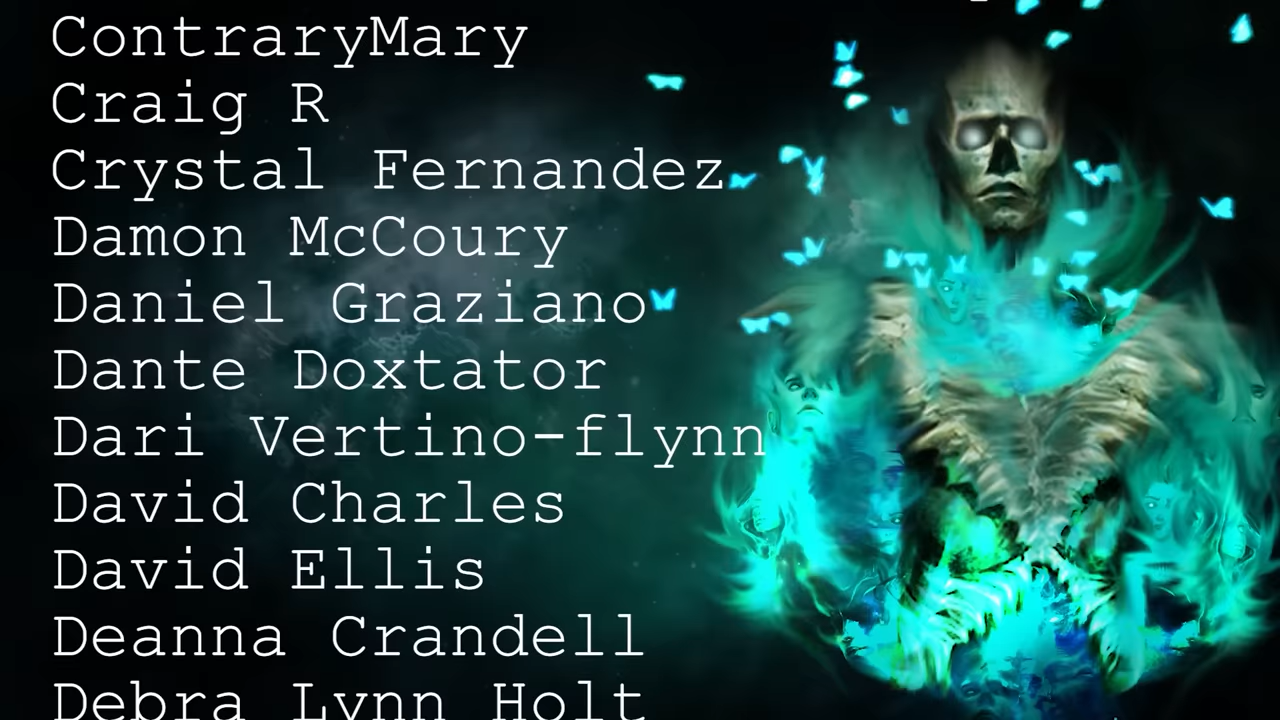 ContraryMary
Craig R
Crystal Fernandez
Damon McCoury
Daniel Graziano
Dante Doxtator
Dari Vertino-flynn
David Charles
David Ellis
Deanna Crandell
Debra Lynn Holt